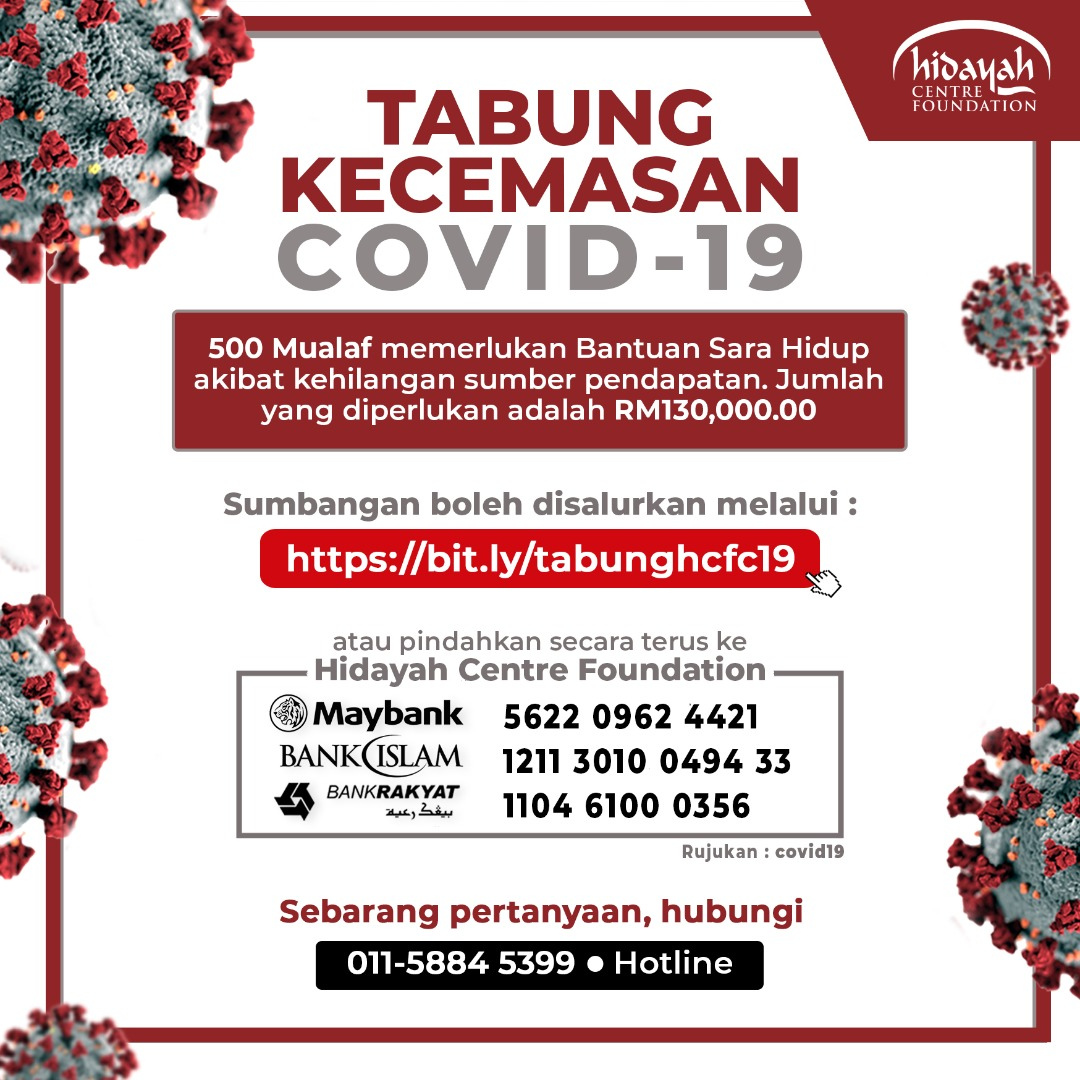 hidayah
CENTRE
FOUNDATION
TABUNG
KECEMASAN
COVID-19
500 Mualaf memerlukan Bantuan Sara Hidup
akibat kehilangan sumber pendapatan. Jumlah
yang diperlukan adalah RM130,000.00
Sumbangan boleh disalurkan melalui :
https://bit.ly/tabunghcfc19
atau pindahkan secara terus ke
Hidayah Centre Foundation
Maybank 5622 0962 4421
BANK ISLAM 1211 3010 0494 33
BANKRAKYAT 1104 6100 0356
بيڠک رعية
Rujukan : covid19
Sebarang pertanyaan, hubungi
011-5884 5399 ● Hotline